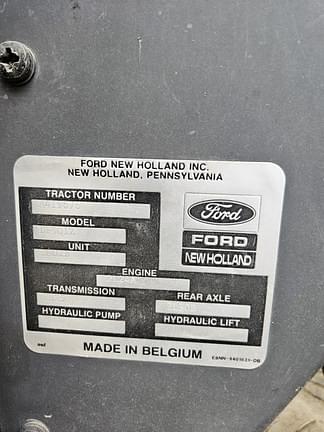 FORD NEW HOLLAND INC.
NEW HOLLAND, PENNSYLVANIA
TRACTOR NUMBER
Ford
MODEL
FORD
NEW HOLLAND
UNIT
ENGINE
TRANSMISSION
REAR AXLE
HYDRAULIC PUMP
HYDRAULIC LIFT
MADE IN BELGIUM